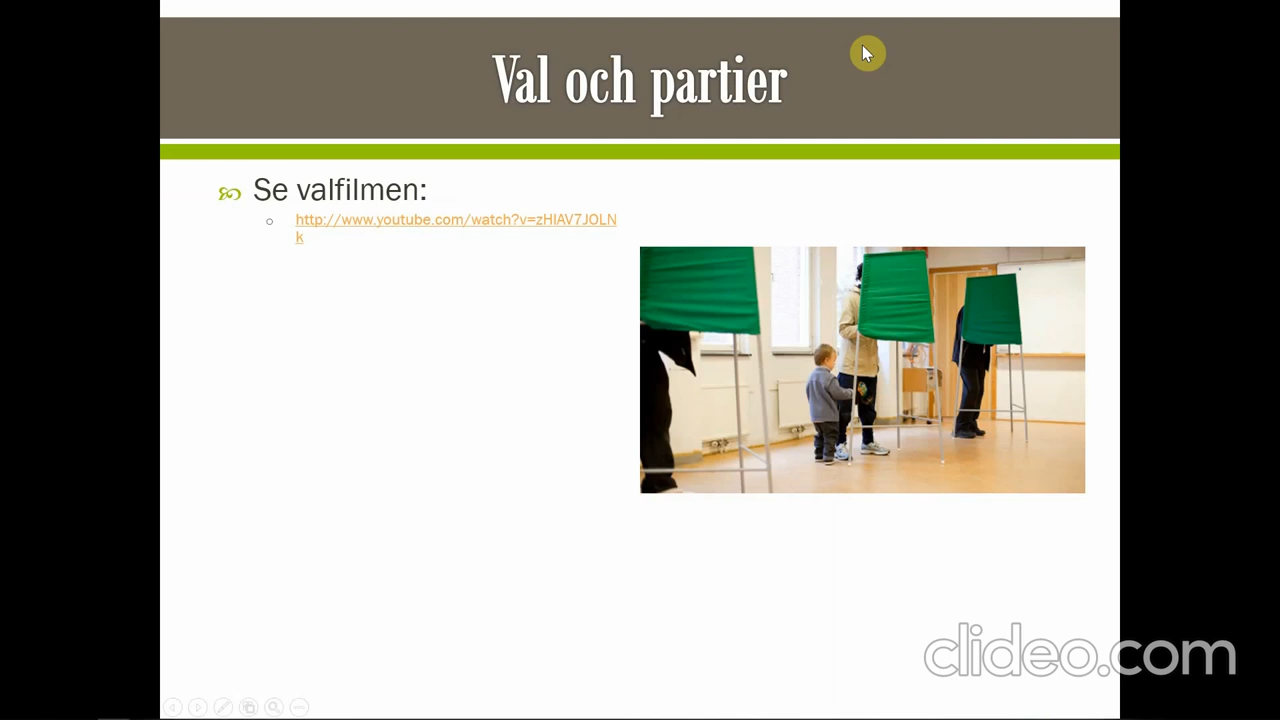 Val och partier
Se valfilmen:
http://www.youtube.com/watch?v=zHIAV7JOLN
k
clideo.com